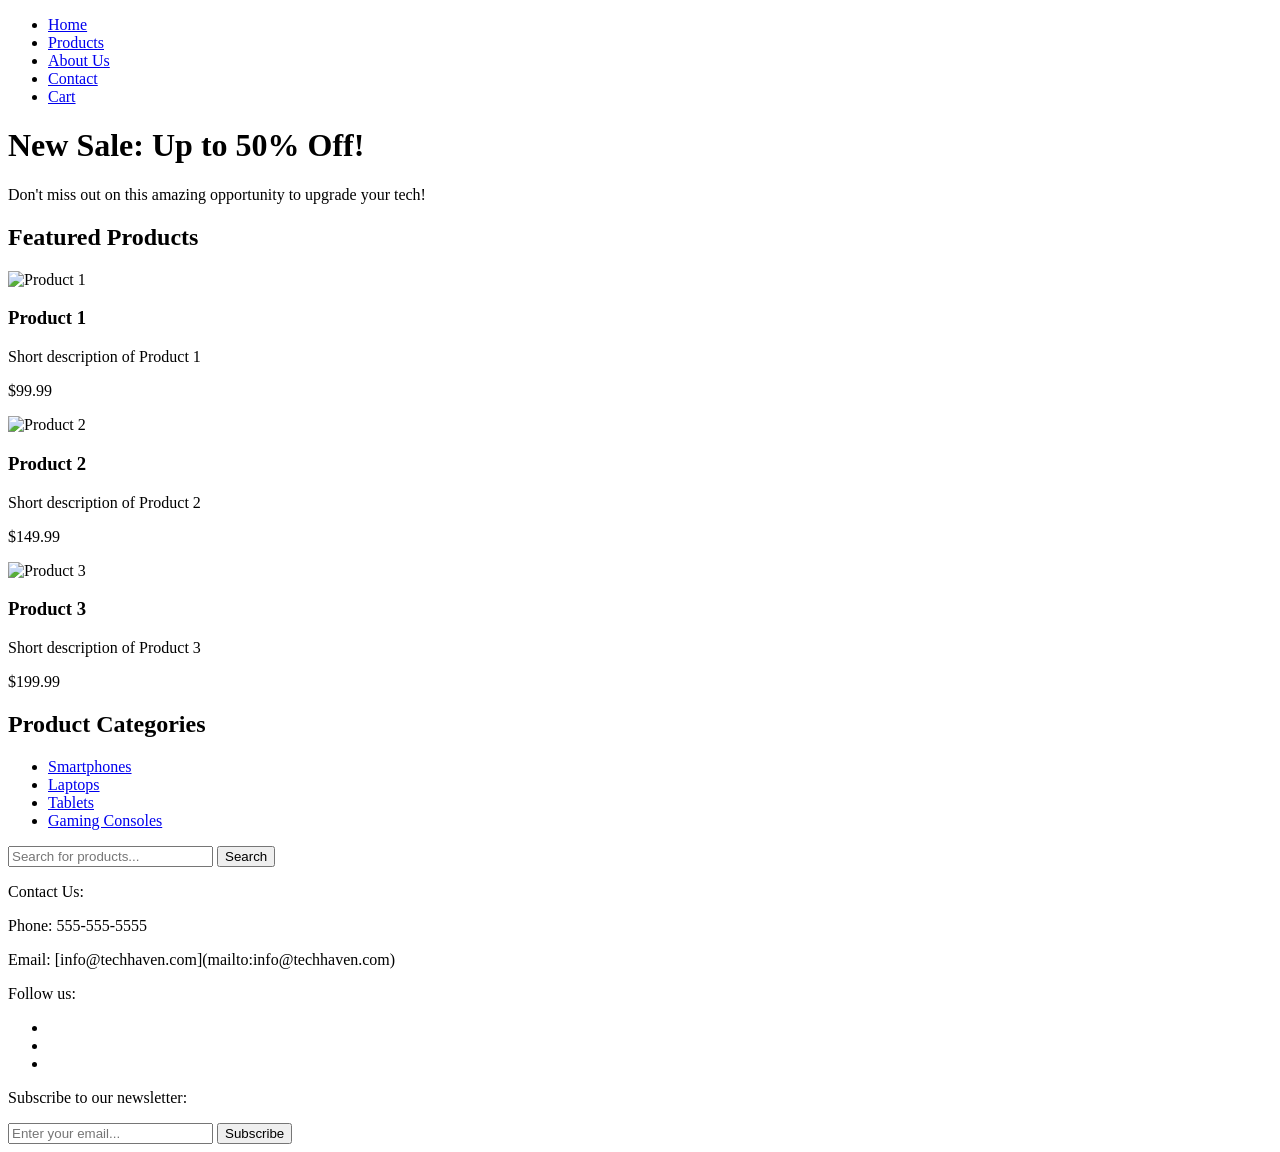 Home
Products
About Us
Contact
Cart
New Sale: Up to 50% Off!
Don't miss out on this amazing opportunity to upgrade your tech!
Featured Products
Product 1
Product 1
Short description of Product 1
$99.99
Product 2
Product 2
Short description of Product 2
$149.99
Product 3
Product 3
Short description of Product 3
$199.99
Product Categories
Smartphones
Laptops
Tablets
Gaming Consoles
Search for products... Search
Contact Us:
Phone: 555-555-5555
Email: [info@techhaven.com](mailto:info@techhaven.com)
Follow us:
Subscribe to our newsletter:
Enter your email... Subscribe